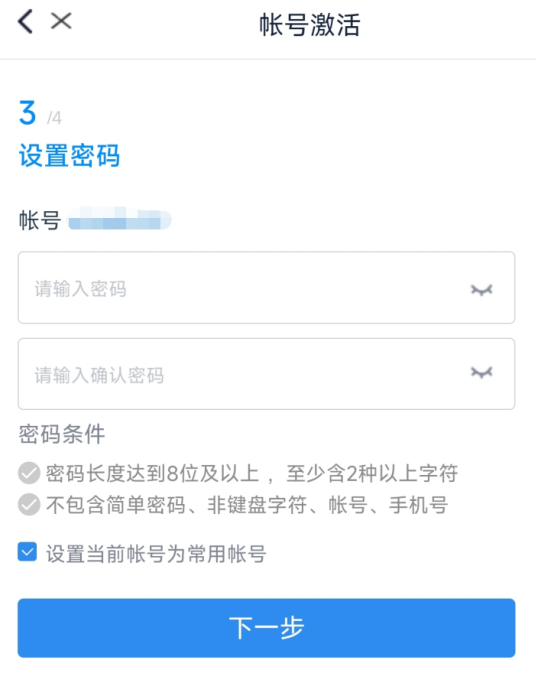 帐号激活
3 /4
设置密码
帐号
请输入密码
请输入确认密码
密码条件
密码长度达到8位及以上，至少含2种以上字符
不包含简单密码、非键盘字符、帐号、手机号
设置当前帐号为常用帐号
下一步